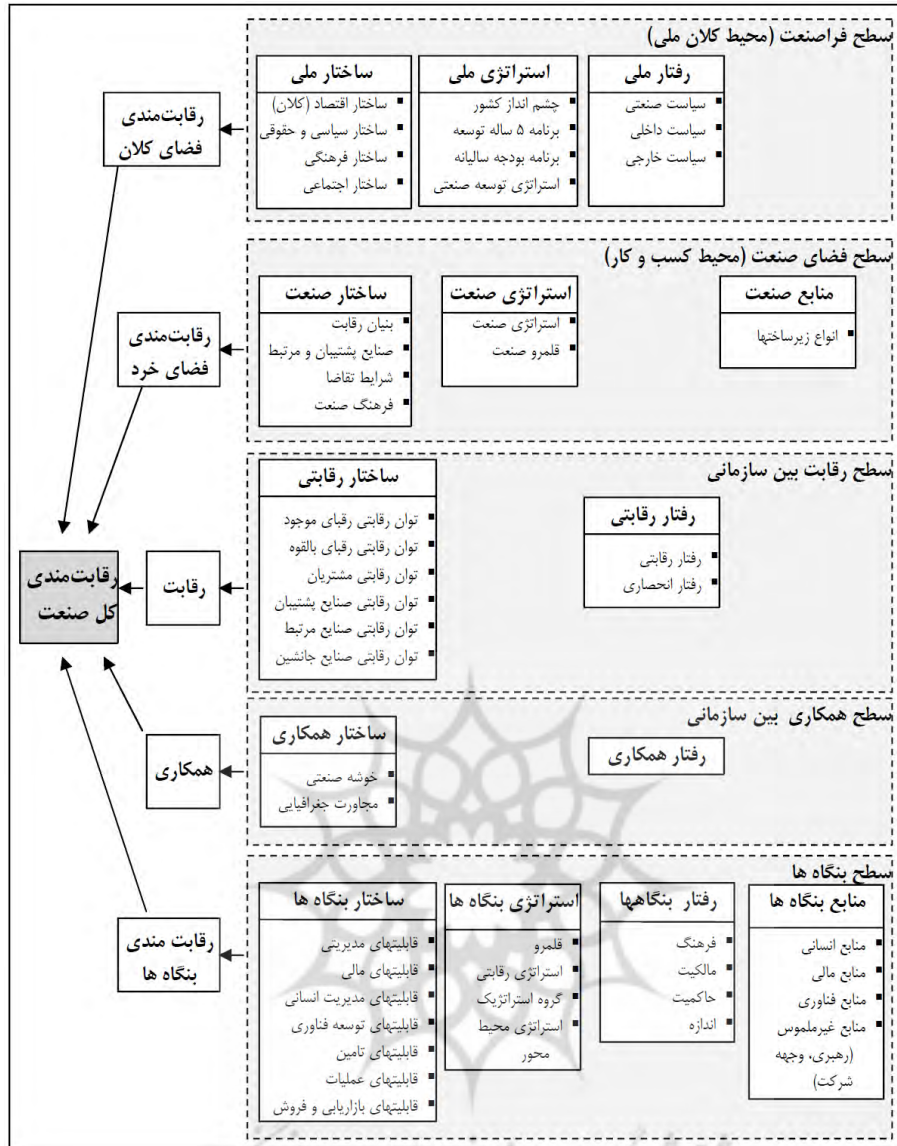 سطح فراصنعت (محیط کلان ملی)
رفتار ملی
سیاست صنعتی
سیاست داخلی
سیاست خارجی
استراتژی ملی
چشم انداز کشور
برنامه ۵ ساله توسعه
برنامه بودجه سالیانه
استراتژی توسعه صنعتی
ساختار ملی
ساختار اقتصاد (کلان)
ساختار سیاسی و حقوقی
ساختار فرهنگی
ساختار اجتماعی
رقابت‌مندی
فضای کلان
سطح فضای صنعت (محیط کسب و کار)
منابع صنعت
انواع زیرساختها
استراتژی صنعت
استراتژی صنعت
قلمرو صنعت
ساختار صنعت
بنیان رقابت
صنایع پشتیبان و مرتبط
شرایط تقاضا
فرهنگ صنعت
رقابت‌مندی
فضای خرد
سطح رقابت بین سازمانی
رفتار رقابتی
رفتار رقابتی
رفتار انحصاری
ساختار رقابتی
توان رقابتی رقبای موجود
توان رقابتی رقبای بالقوه
توان رقابتی مشتریان
توان رقابتی صنایع پشتیبان
توان رقابتی صنایع مرتبط
توان رقابتی صنایع جانشین
رقابت
رقابت‌مندی
کل صنعت
سطح همکاری بین سازمانی
رفتار همکاری
ساختار همکاری
خوشه صنعتی
مجاورت جغرافیایی
همکاری
سطح بنگاه ها
منابع بنگاه ها
منابع انسانی
منابع مالی
منابع فناوری
منابع غیرملموس
(رهبری، وجهه
شرکت)
رفتار بنگاهها
فرهنگ
مالکیت
حاکمیت
اندازه
استراتژی بنگاه ها
قلمرو
استراتژی رقابتی
گروه استراتژیک
استراتژی محیط
محور
ساختار بنگاه ها
قابلیتهای مدیریتی
قابلیتهای مالی
قابلیتهای مدیریت انسانی
قابلیتهای توسعه فناوری
قابلیتهای تامین
قابلیتهای عملیات
قابلیتهای بازاریابی و فروش
رقابت مندی
بنگاه ها